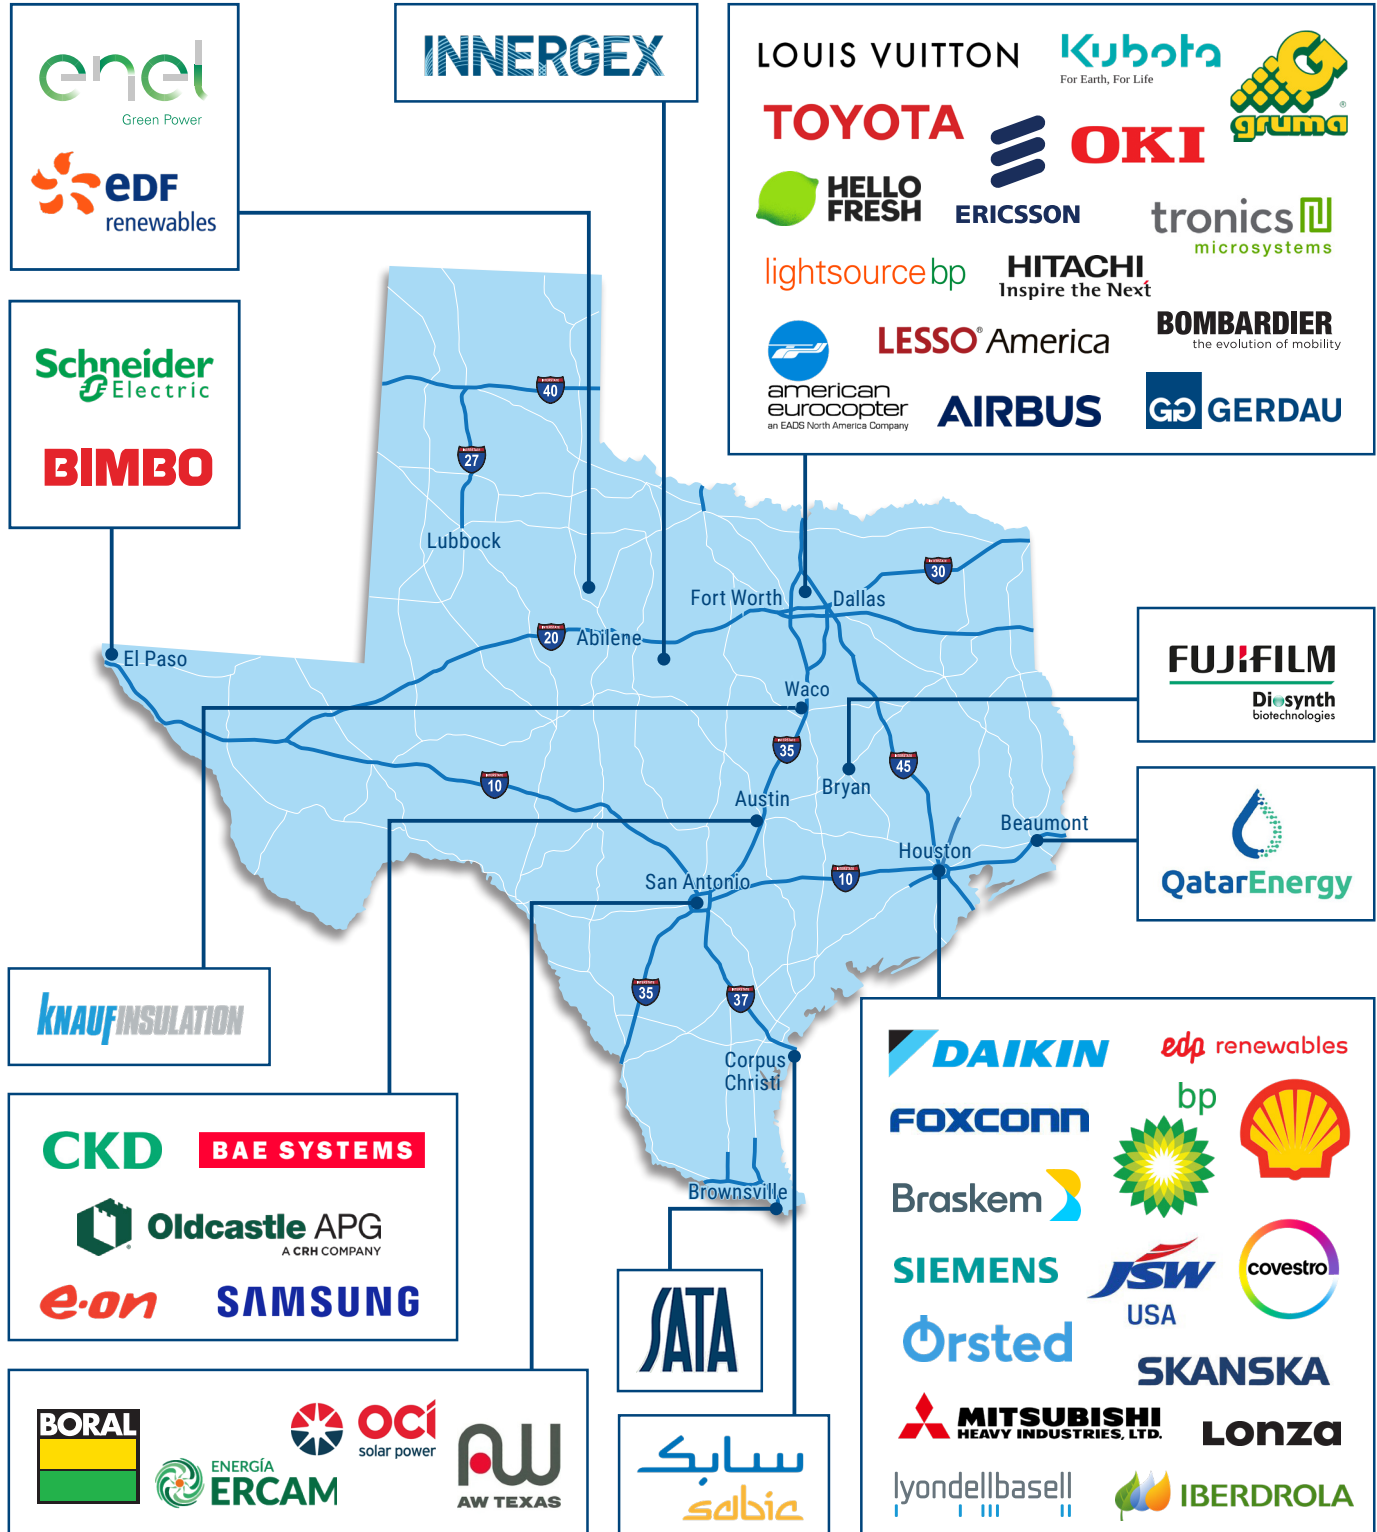 enel
Green Power
eDF
renewables
INNERGEX
LOUIS VUITTON
Kubota
For Earth, For Life
gruma
®
TOYOTA
ERICSSON
OKI
HELLO
FRESH
tronics
microsystems
lightsource bp
HITACHI
Inspire the Next
american
eurocopter
an EADS North America Company
LESSO® America
BOMBARDIER
the evolution of mobility
AIRBUS
GERDAU
Schneider
Electric
BIMBO
40
27
Lubbock
30
Fort Worth
Dallas
20
Abilene
El Paso
Waco
35
45
10
Bryan
Austin
Beaumont
Houston
San Antonio
10
35
37
Corpus
Christi
Brownsville
FUJIFILM
Diosynth
biotechnologies
QatarEnergy
KNAUFINSULATION
CKD
BAE SYSTEMS
Oldcastle APG
A CRH COMPANY
e·on
SAMSUNG
BORAL
ENERGÍA
ERCAM
OCI
solar power
AW
AW TEXAS
SATA
سابك
sabic
DAIKIN
edp renewables
FOXCONN
bp
Braskem
SIEMENS
JSW
USA
covestro
Ørsted
SKANSKA
MITSUBISHI
HEAVY INDUSTRIES, LTD.
Lonza
lyondellbasell
IBERDROLA